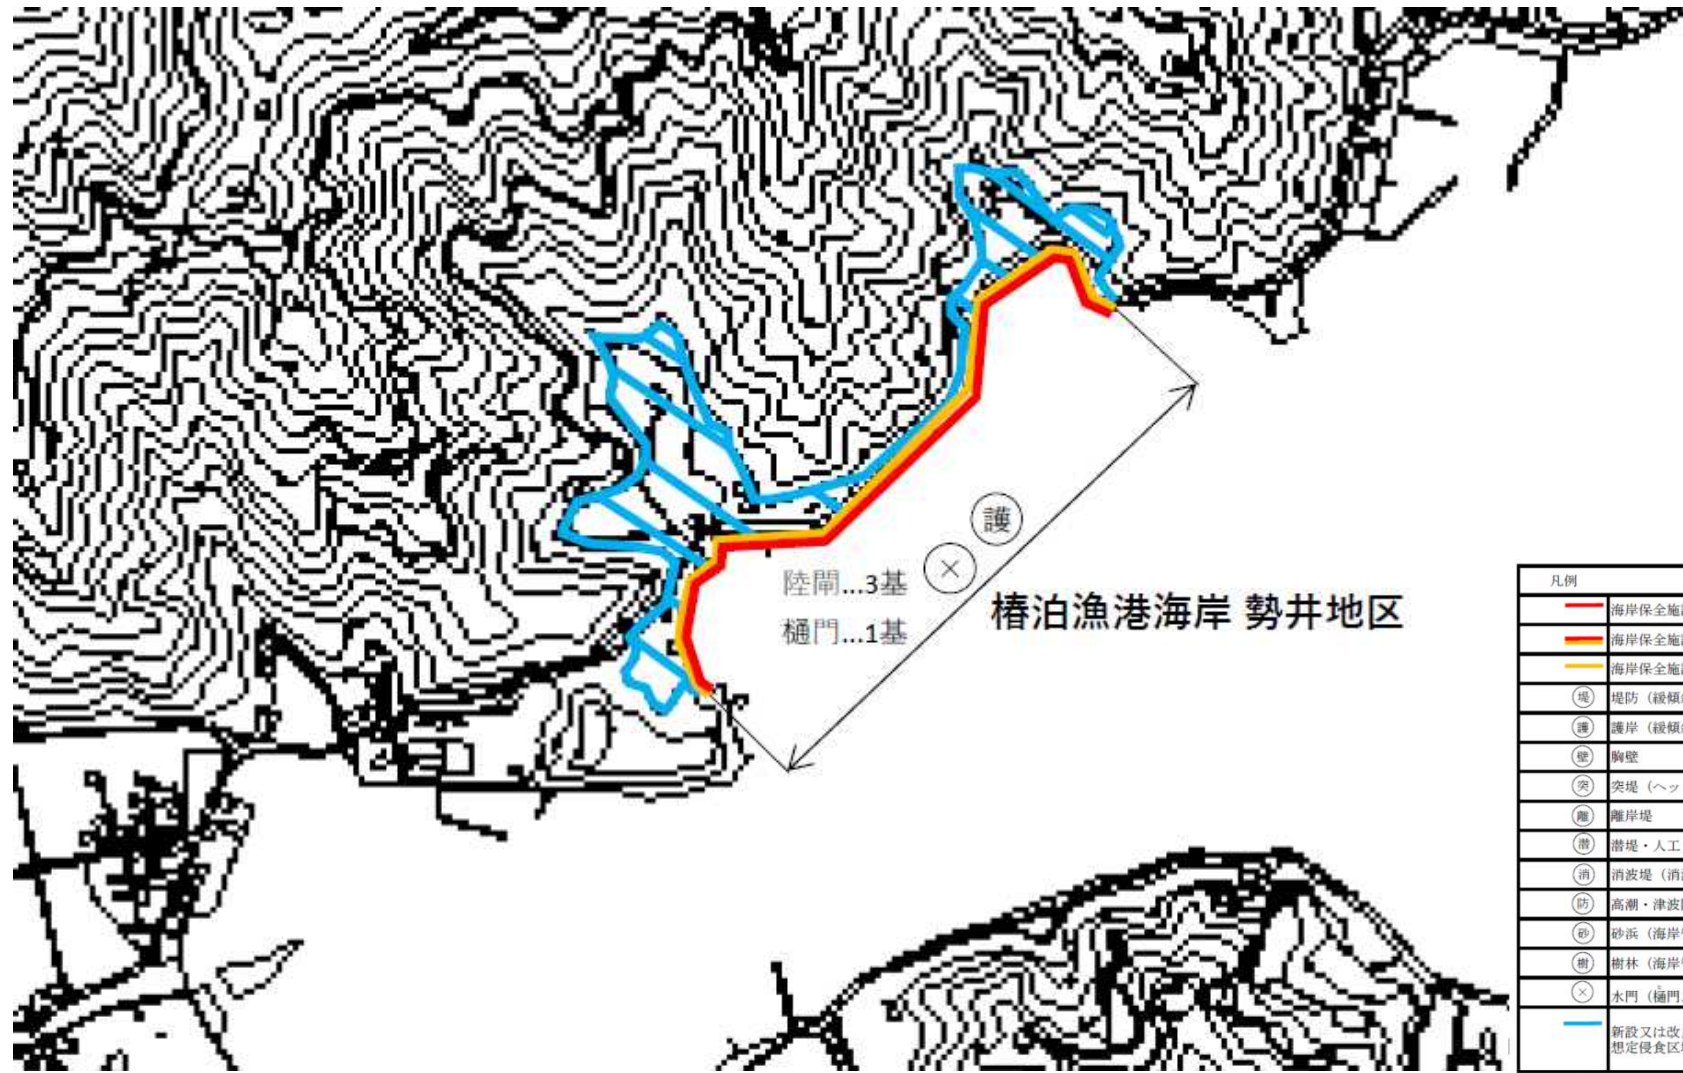 護
×
陸閘...3基
樋門...1基
椿泊漁港海岸 勢井地区
凡例
海岸保全施
海岸保全施
海岸保全施
堤 堤防（緩傾
護 護岸（緩傾
壁 胸壁
突 突堤（ヘッ
離 離岸堤
潜 潜堤・人工
消 消波堤（消
防 高潮・津波
砂 砂浜（海岸
樹 樹林（海岸
× 水門（樋門
新設又は改
想定侵食区